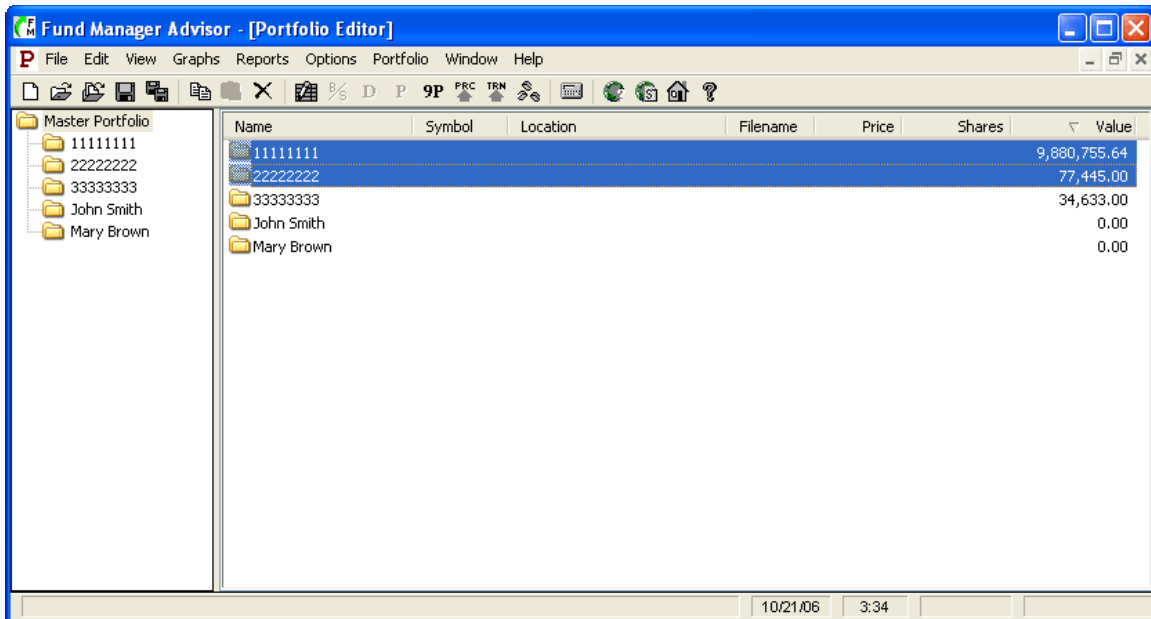 Fund Manager Advisor - [Portfolio Editor]
P File Edit View Graphs Reports Options Portfolio Window Help
B/S D P 9P PRC TRN
Master Portfolio
11111111
22222222
33333333
John Smith
Mary Brown
Name Symbol Location Filename Price Shares Value
11111111 9,880,755.64
22222222 77,445.00
33333333 34,633.00
John Smith 0.00
Mary Brown 0.00
10/21/06 3:34